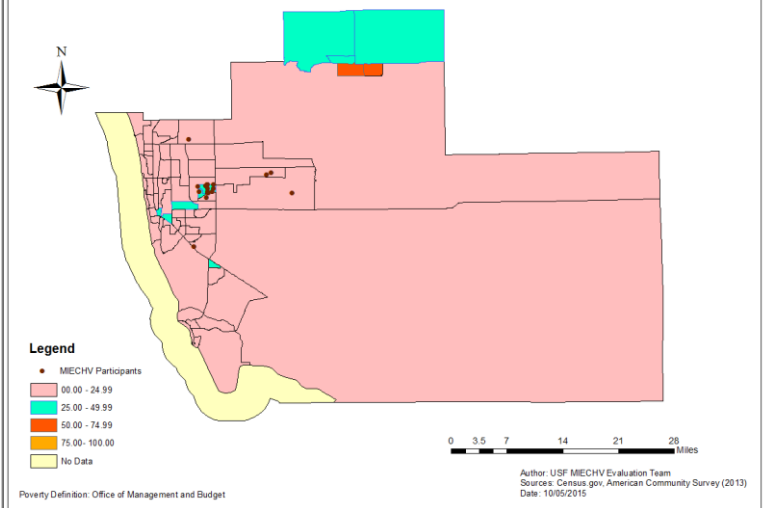 N
Legend
MIECHV Participants
00.00 - 24.99
25.00 - 49.99
50.00 - 74.99
75.00- 100.00
No Data
0 3.5 7 14 21 28
Miles
Author: USF MIECHV Evaluation Team
Sources: Census.gov, American Community Survey (2013)
Date: 10/05/2015
Poverty Definition: Office of Management and Budget